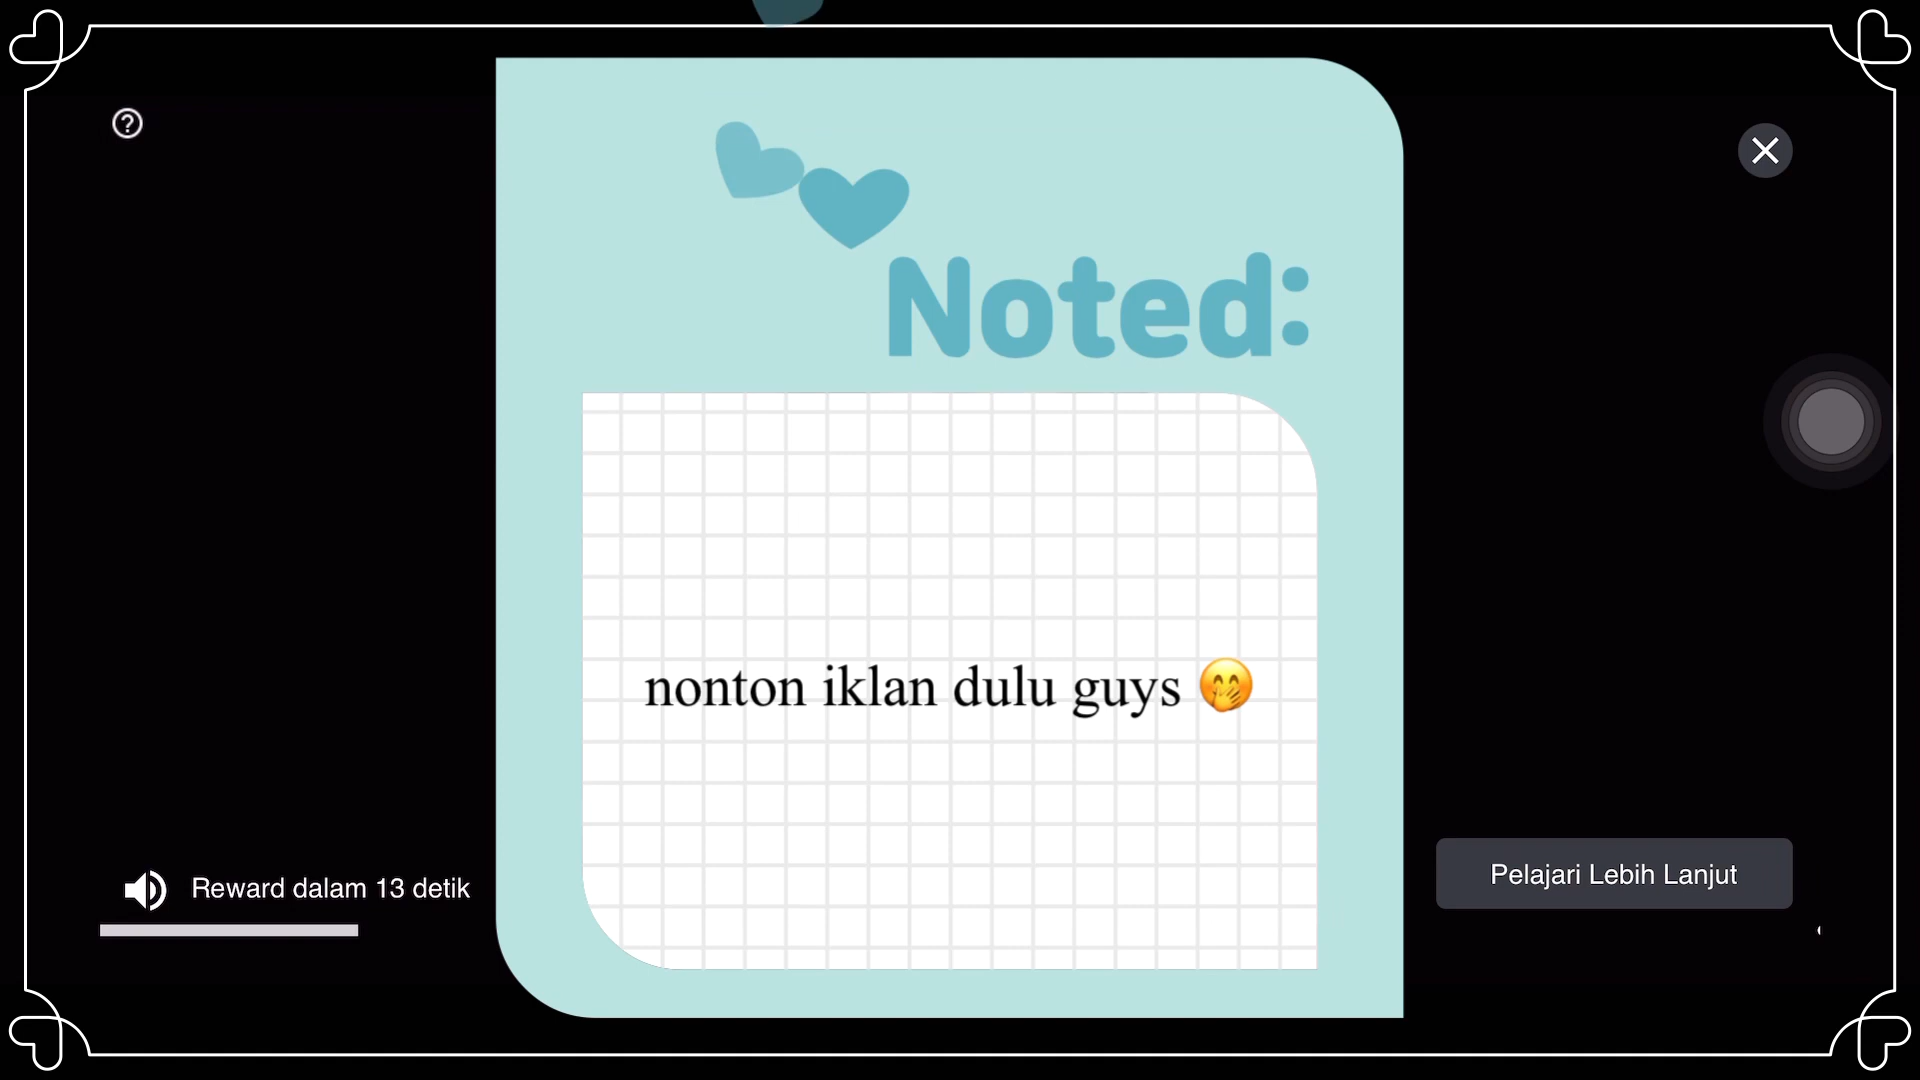 Noted:
nonton iklan dulu guys 🤭
Reward dalam 13 detik
Pelajari Lebih Lanjut